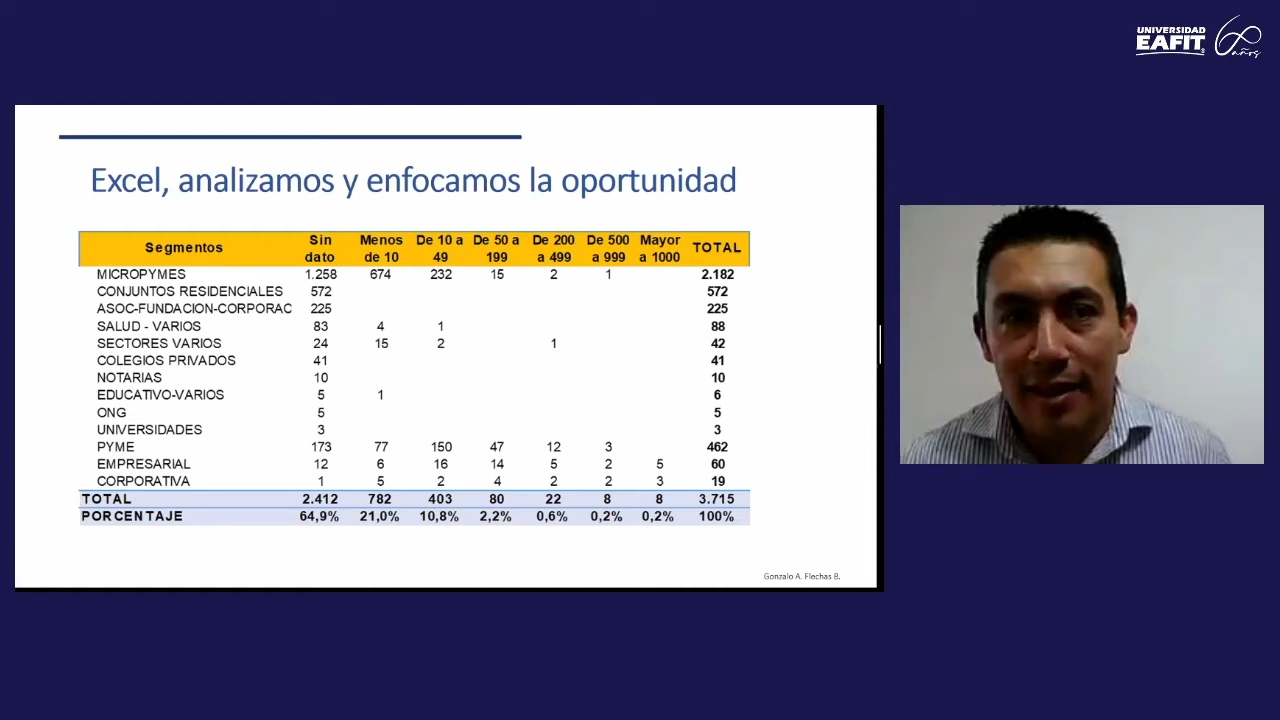 UNIVERSIDAD
EAFIT
60 años
Excel, analizamos y enfocamos la oportunidad
Segmentos Sin dato Menos de 10 De 10 a 49 De 50 a 199 De 200 a 499 De 500 a 999 Mayor a 1000 TOTAL
MICROPYMES 1.258 674 232 15 2 1 2.182
CONJUNTOS RESIDENCIALES 572 572
ASOC-FUNDACION-CORPORAC 225 225
SALUD - VARIOS 83 4 1 88
SECTORES VARIOS 24 15 2 1 42
COLEGIOS PRIVADOS 41 41
NOTARIAS 10 10
EDUCATIVO-VARIOS 5 1 6
ONG 5 5
UNIVERSIDADES 3 3
PYME 173 77 150 47 12 3 462
EMPRESARIAL 12 6 16 14 5 2 5 60
CORPORATIVA 1 5 2 4 2 2 3 19
TOTAL 2.412 782 403 80 22 8 8 3.715
PORCENTAJE 64,9% 21,0% 10,8% 2,2% 0,6% 0,2% 0,2% 100%
Gonzalo A. Flechas B.